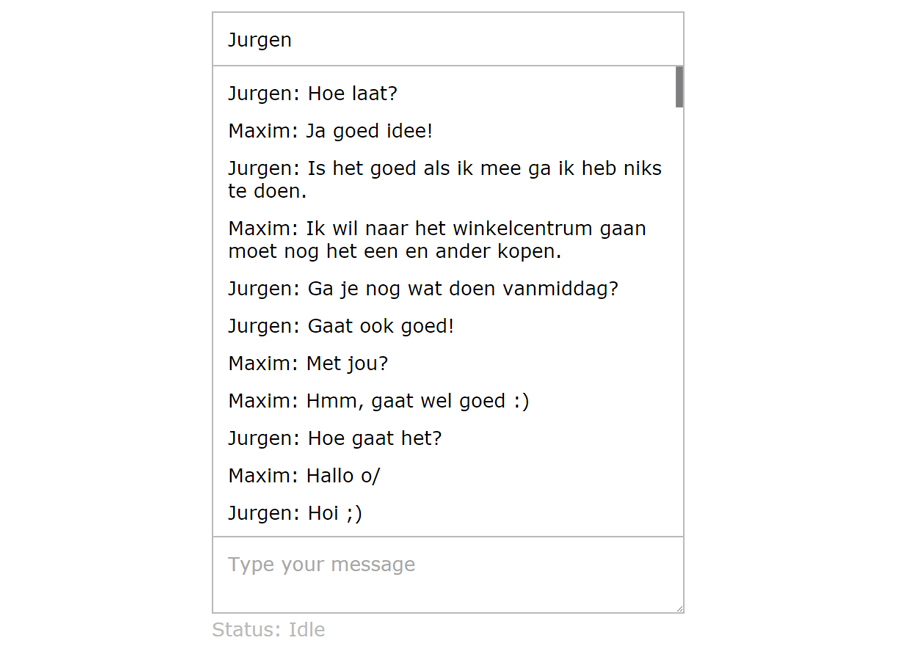 Jurgen
Jurgen: Hoe laat?
Maxim: Ja goed idee!
Jurgen: Is het goed als ik mee ga ik heb niks
te doen.
Maxim: Ik wil naar het winkelcentrum gaan
moet nog het een en ander kopen.
Jurgen: Ga je nog wat doen vanmiddag?
Jurgen: Gaat ook goed!
Maxim: Met jou?
Maxim: Hmm, gaat wel goed :)
Jurgen: Hoe gaat het?
Maxim: Hallo o/
Jurgen: Hoi ;)
Type your message
Status: Idle